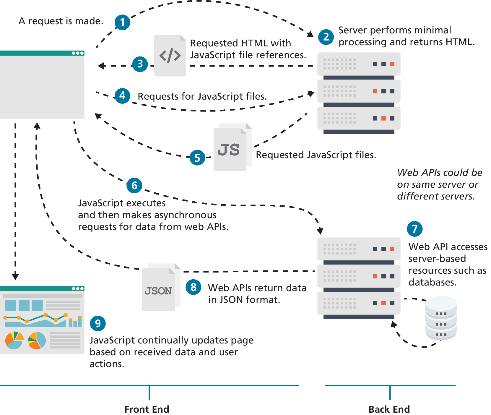 A request is made.
1
2
Server performs minimal
processing and returns HTML.
Requested HTML with
JavaScript file references.
3
</>
4
Requests for JavaScript files.
JS
5
Requested JavaScript files.
Web APIs could be
on same server or
different servers.
6
JavaScript executes
and then makes asynchronous
requests for data from web APIs.
7
Web API accesses
server-based
resources such as
databases.
JSON
8
Web APIs return data
in JSON format.
9
JavaScript continually updates page
based on received data and user
actions.
Front End
Back End